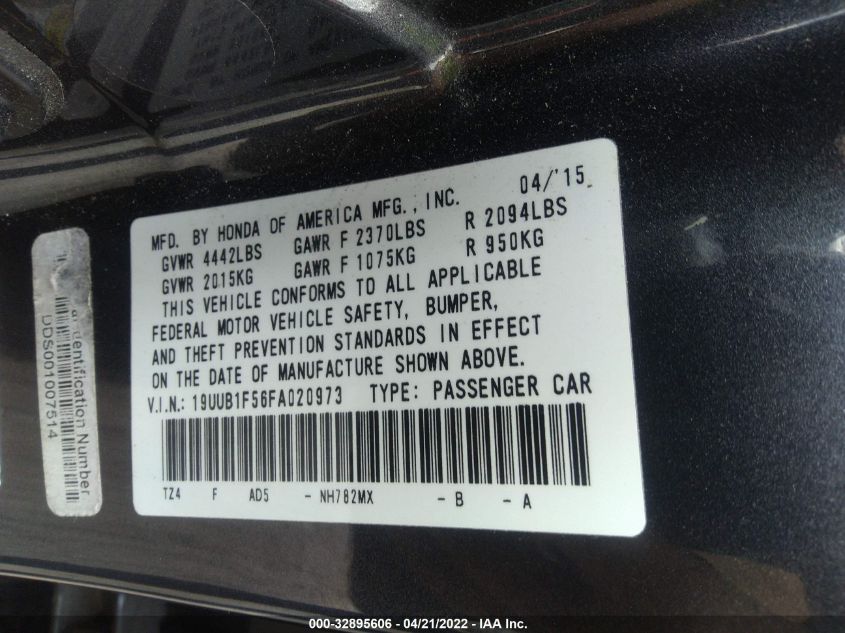 04/'15
MFD. BY HONDA OF AMERICA MFG., INC.
GVWR 4442LBS GAWR F 2370LBS R 2094LBS
GVWR 2015KG GAWR F 1075KG R 950KG
THIS VEHICLE CONFORMS TO ALL APPLICABLE
FEDERAL MOTOR VEHICLE SAFETY, BUMPER,
AND THEFT PREVENTION STANDARDS IN EFFECT
ON THE DATE OF MANUFACTURE SHOWN ABOVE.
V.I.N.: 19UUB1F56FA020973 TYPE: PASSENGER CAR
TZ4 F AD5 - NH782MX - B - A
Identification Number
DDS001007514
000-32895606 - 04/21/2022 - IAA Inc.